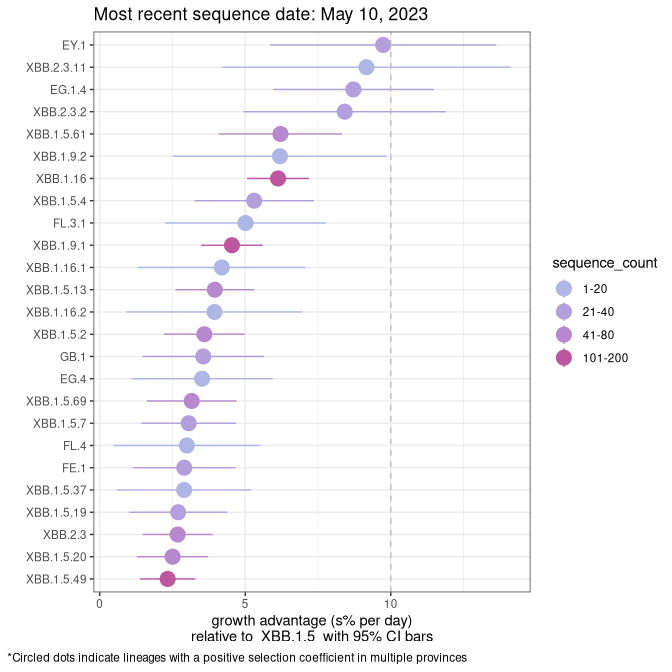 Most recent sequence date: May 10, 2023
EY.1
XBB.2.3.11
EG.1.4
XBB.2.3.2
XBB.1.5.61
XBB.1.9.2
XBB.1.16
XBB.1.5.4
FL.3.1
XBB.1.9.1
XBB.1.16.1
XBB.1.5.13
XBB.1.16.2
XBB.1.5.2
GB.1
EG.4
XBB.1.5.69
XBB.1.5.7
FL.4
FE.1
XBB.1.5.37
XBB.1.5.19
XBB.2.3
XBB.1.5.20
XBB.1.5.49
0 5 10
growth advantage (s% per day)
relative to XBB.1.5 with 95% CI bars
sequence_count
1-20
21-40
41-80
101-200
*Circled dots indicate lineages with a positive selection coefficient in multiple provinces